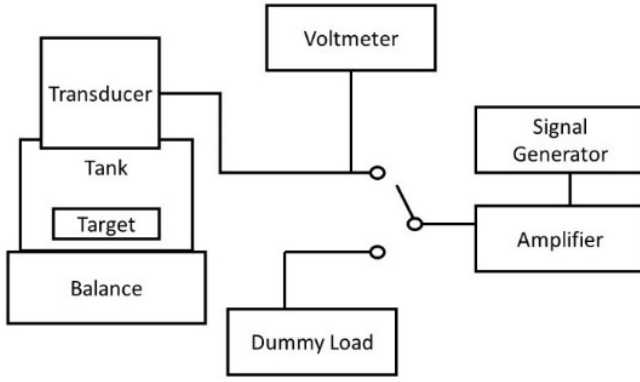 Voltmeter
Transducer
Signal
Generator
Tank
Target
Amplifier
Balance
Dummy Load